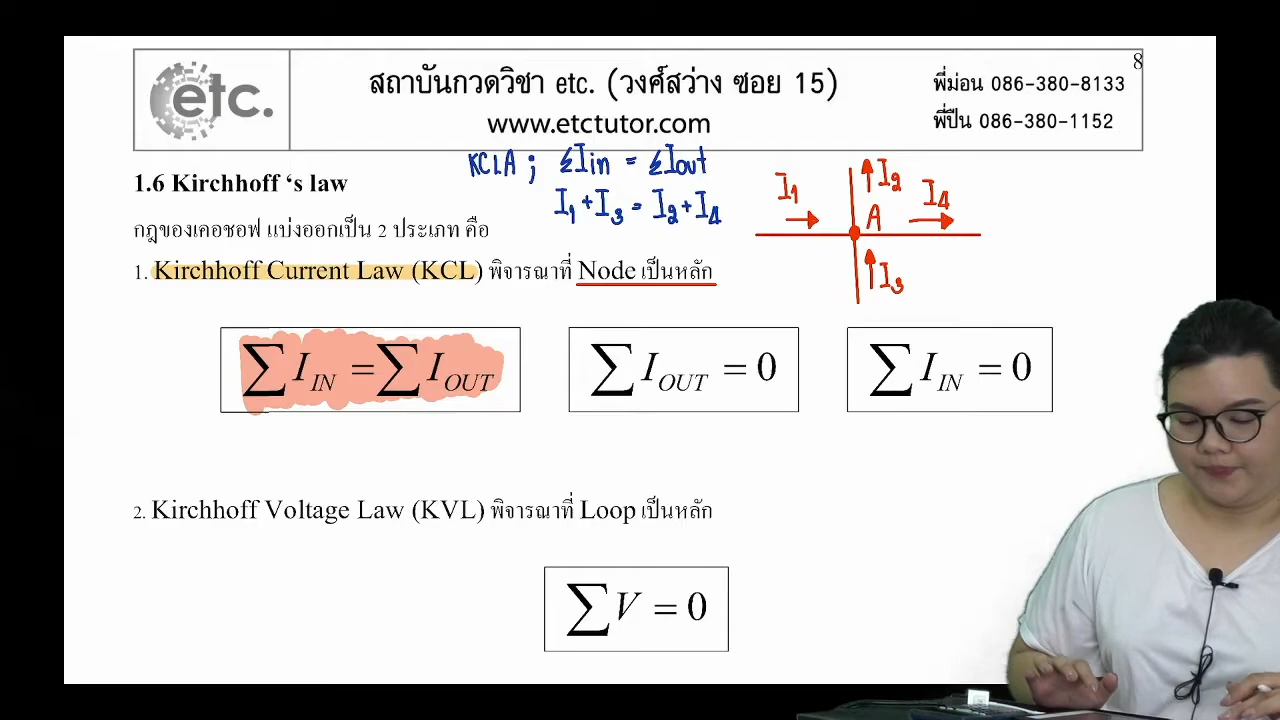 8
etc.
สถาบันกวดวิชา etc. (วงศ์สว่าง ซอย 15)
www.etctutor.com
พี่ม่อน 086-380-8133
พี่ปืน 086-380-1152
KCLA ; ΣIin = ΣIout
I₁ + I₃ = I₂ + I₄
I₁
I₂
A
I₄
I₃
1.6 Kirchhoff ‘s law
กฎของเคอชอฟ แบ่งออกเป็น 2 ประเภท คือ
1. Kirchhoff Current Law (KCL) พิจารณาที่ Node เป็นหลัก
∑ I_IN = ∑ I_OUT
∑ I_OUT = 0
∑ I_IN = 0
2. Kirchhoff Voltage Law (KVL) พิจารณาที่ Loop เป็นหลัก
∑ V = 0